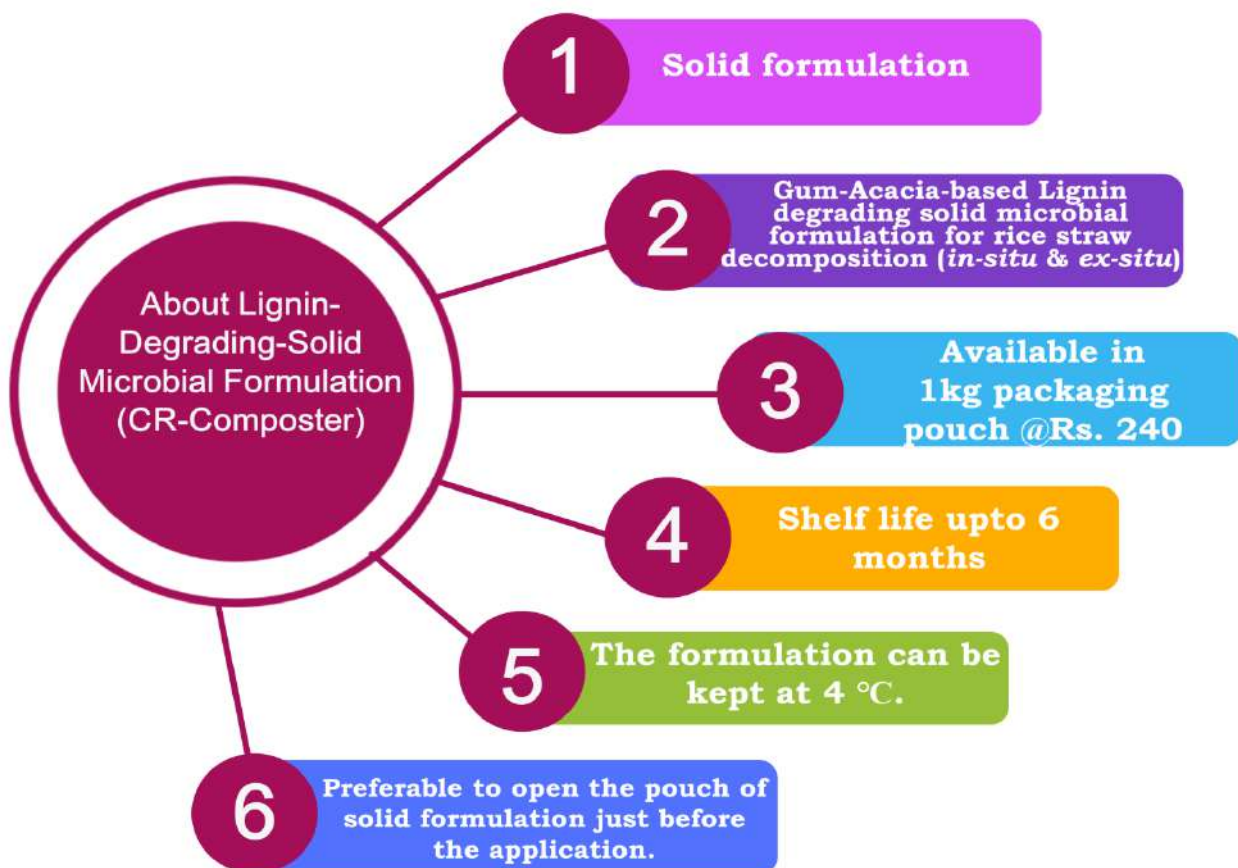 About Lignin-
Degrading-Solid
Microbial Formulation
(CR-Composter)
1
Solid formulation
2
Gum-Acacia-based Lignin
degrading solid microbial
formulation for rice straw
decomposition (in-situ & ex-situ)
3
Available in
1kg packaging
pouch @Rs. 240
4
Shelf life upto 6
months
5
The formulation can be
kept at 4 °C.
6
Preferable to open the pouch of
solid formulation just before
the application.